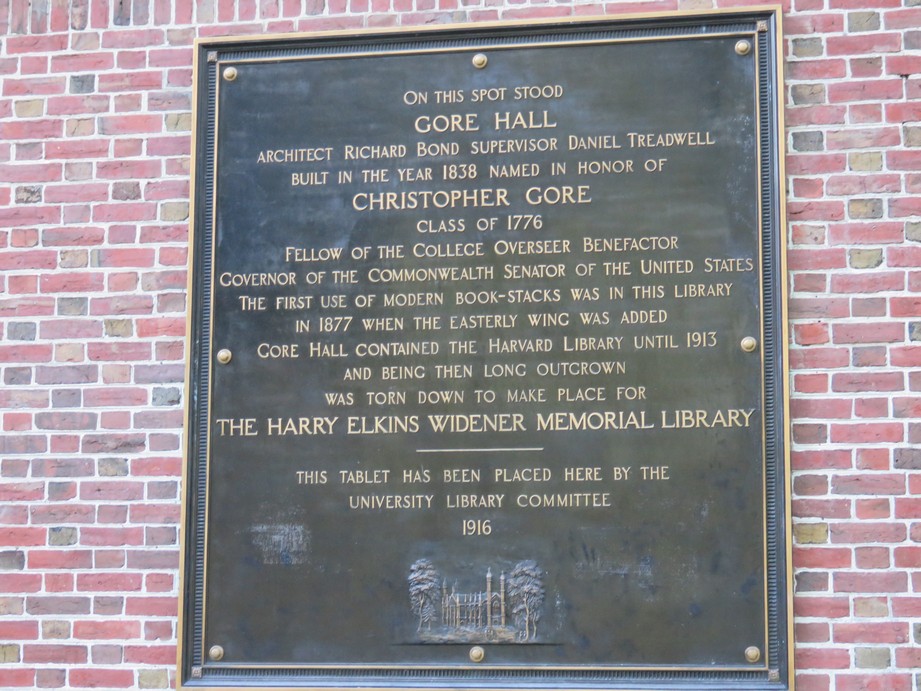 ON THIS SPOT STOOD
GORE HALL
ARCHITECT RICHARD BOND SUPERVISOR DANIEL TREADWELL
BUILT IN THE YEAR 1838 NAMED IN HONOR OF
CHRISTOPHER GORE
CLASS OF 1776
FELLOW OF THE COLLEGE OVERSEER BENEFACTOR
GOVERNOR OF THE COMMONWEALTH SENATOR OF THE UNITED STATES
THE FIRST USE OF MODERN BOOK-STACKS WAS IN THIS LIBRARY
IN 1877 WHEN THE EASTERLY WING WAS ADDED
GORE HALL CONTAINED THE HARVARD LIBRARY UNTIL 1913
AND BEING THEN LONG OUTGROWN
WAS TORN DOWN TO MAKE PLACE FOR
THE HARRY ELKINS WIDENER MEMORIAL LIBRARY
THIS TABLET HAS BEEN PLACED HERE BY THE
UNIVERSITY LIBRARY COMMITTEE
1916